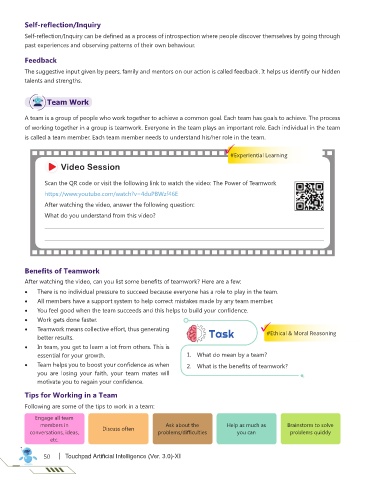 Self-reflection/Inquiry
Self-reflection/Inquiry can be defined as a process of introspection where people discover themselves by going through
past experiences and observing patterns of their own behaviour.
Feedback
The suggestive input given by peers, family and mentors on our action is called feedback. It helps us identify our hidden
talents and strengths.
Team Work
A team is a group of people who work together to achieve a common goal. Each team has goals to achieve. The process
of working together in a group is teamwork. Everyone in the team plays an important role. Each individual in the team
is called a team member. Each team member needs to understand his/her role in the team.
#Experiential Learning
Video Session
Scan the QR code or visit the following link to watch the video: The Power of Teamwork
After watching the video, answer the following question:
What do you understand from this video?
Benefits of Teamwork
After watching the video, can you list some benefits of teamwork? Here are a few:
• There is no individual pressure to succeed because everyone has a role to play in the team.
• All members have a support system to help correct mistakes made by any team member.
• You feel good when the team succeeds and this helps to build your confidence.
• Work gets done faster.
• Teamwork means collective effort, thus generating
better results.
• In team, you get to learn a lot from others. This is
essential for your growth.
• Team helps you to boost your confidence as when
you are losing your faith, your team mates will
motivate you to regain your confidence.
Task
#Ethical & Moral Reasoning
1. What do mean by a team?
2. What is the benefits of teamwork?
Tips for Working in a Team
Following are some of the tips to work in a team:
Engage all team
members in
conversations, ideas,
etc.
Discuss often
Ask about the
problems/difficulties
Help as much as
you can
Brainstorm to solve
problems quickly
50 | Touchpad Artificial Intelligence (Ver. 3.0)-XI